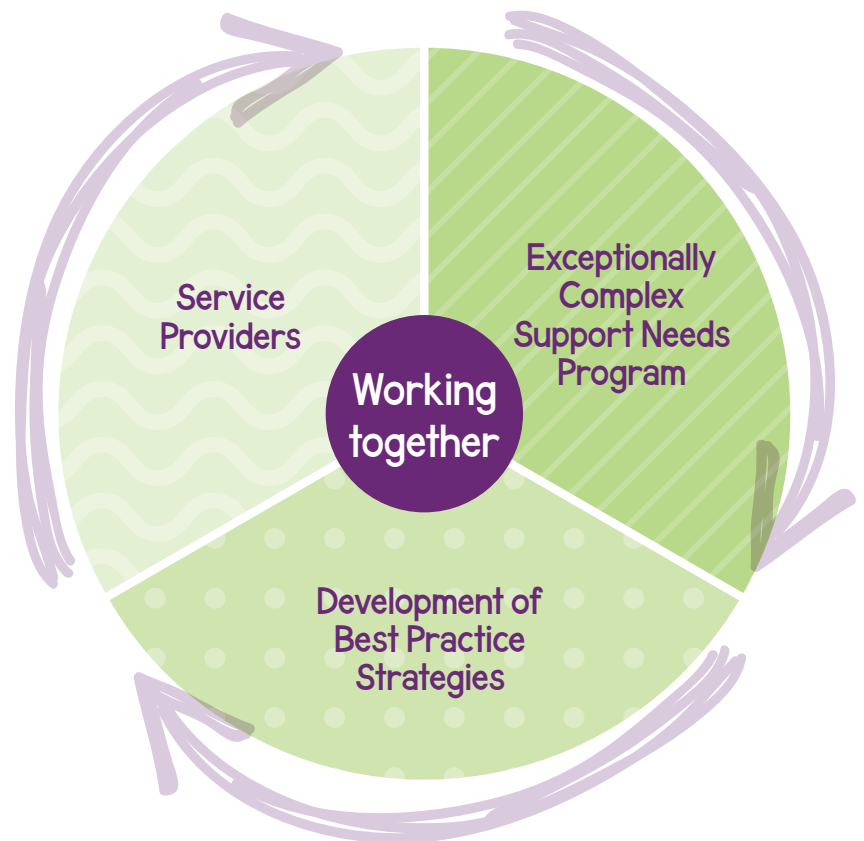 Service
Providers
Exceptionally
Complex
Support Needs
Program
Working
together
Development of
Best Practice
Strategies